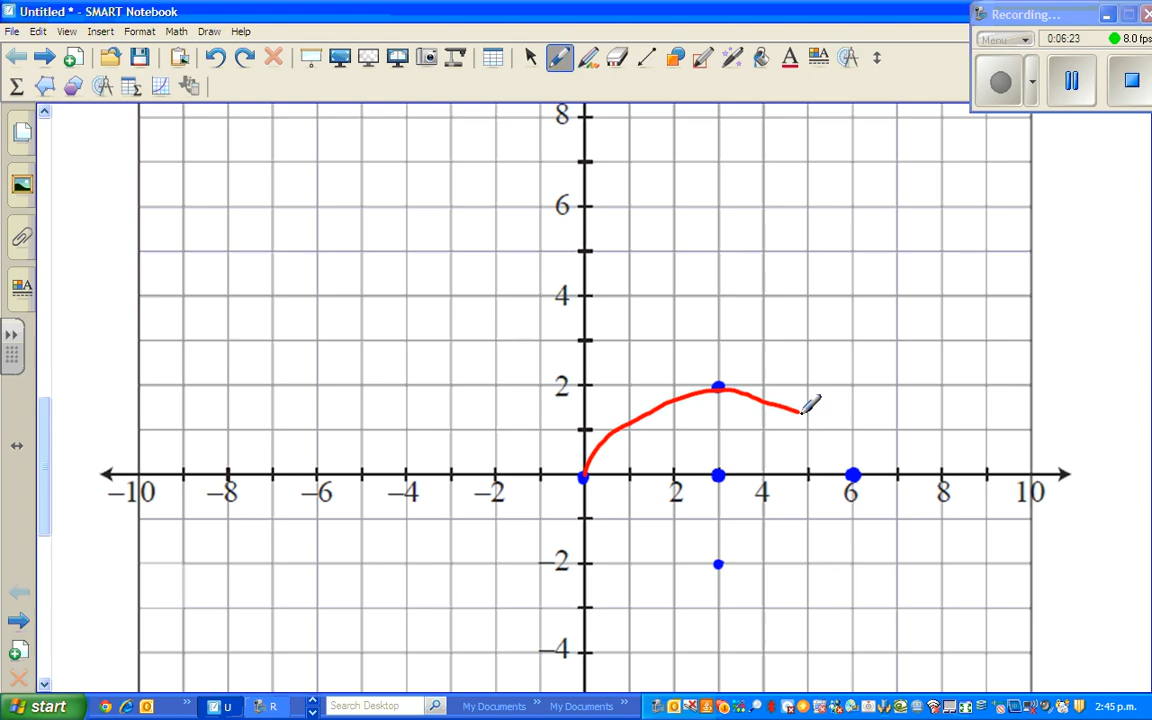 Untitled * - SMART Notebook
Recording...
File Edit View Insert Format Math Draw Help
Menu 0:06:23 8.0 fps
8
6
4
2
−10 −8 −6 −4 −2 2 4 6 8 10
−2
−4
start U R Search Desktop My Documents » My Documents » 2:45 p.m.